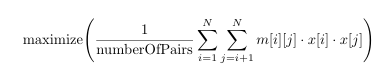 maximize( 1/numberOfPairs ∑_{i=1}^{N} ∑_{j=i+1}^{N} m[i][j] · x[i] · x[j] )